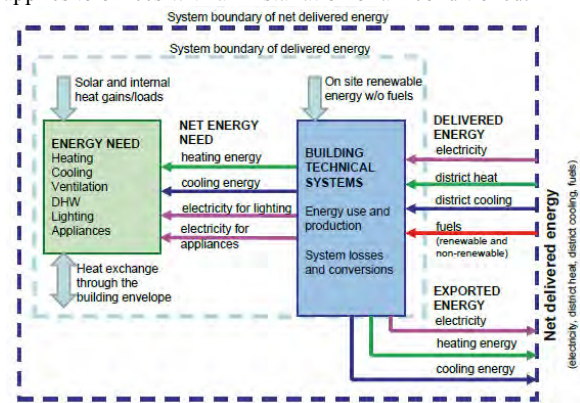 System boundary of net delivered energy
System boundary of delivered energy
Solar and internal
heat gains/loads
On site renewable
energy w/o fuels
NET ENERGY
NEED
DELIVERED
ENERGY
ENERGY NEED
Heating
Cooling
Ventilation
DHW
Lighting
Appliances
heating energy
cooling energy
electricity for lighting
electricity for
appliances
BUILDING
TECHNICAL
SYSTEMS
Energy use and
production
System losses
and conversions
electricity
district heat
district cooling
fuels
(renewable and
non-renewable)
Heat exchange
through the
building envelope
EXPORTED
ENERGY
electricity
heating energy
cooling energy
Net delivered energy
(electricity, district heat, district cooling, fuels)